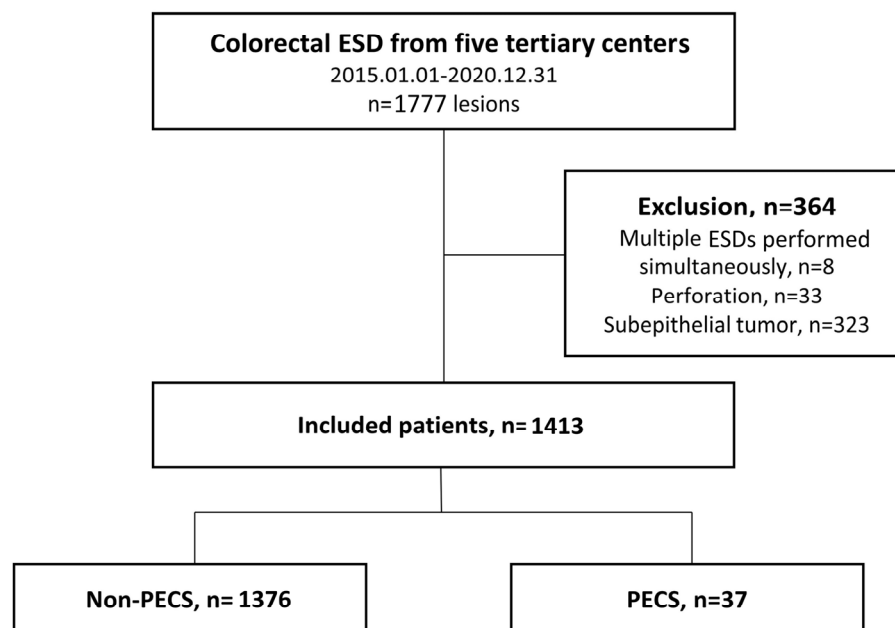 Colorectal ESD from five tertiary centers
2015.01.01-2020.12.31
n=1777 lesions
Exclusion, n=364
Multiple ESDs performed
simultaneously, n=8
Perforation, n=33
Subepithelial tumor, n=323
Included patients, n=1413
Non-PECS, n=1376
PECS, n=37